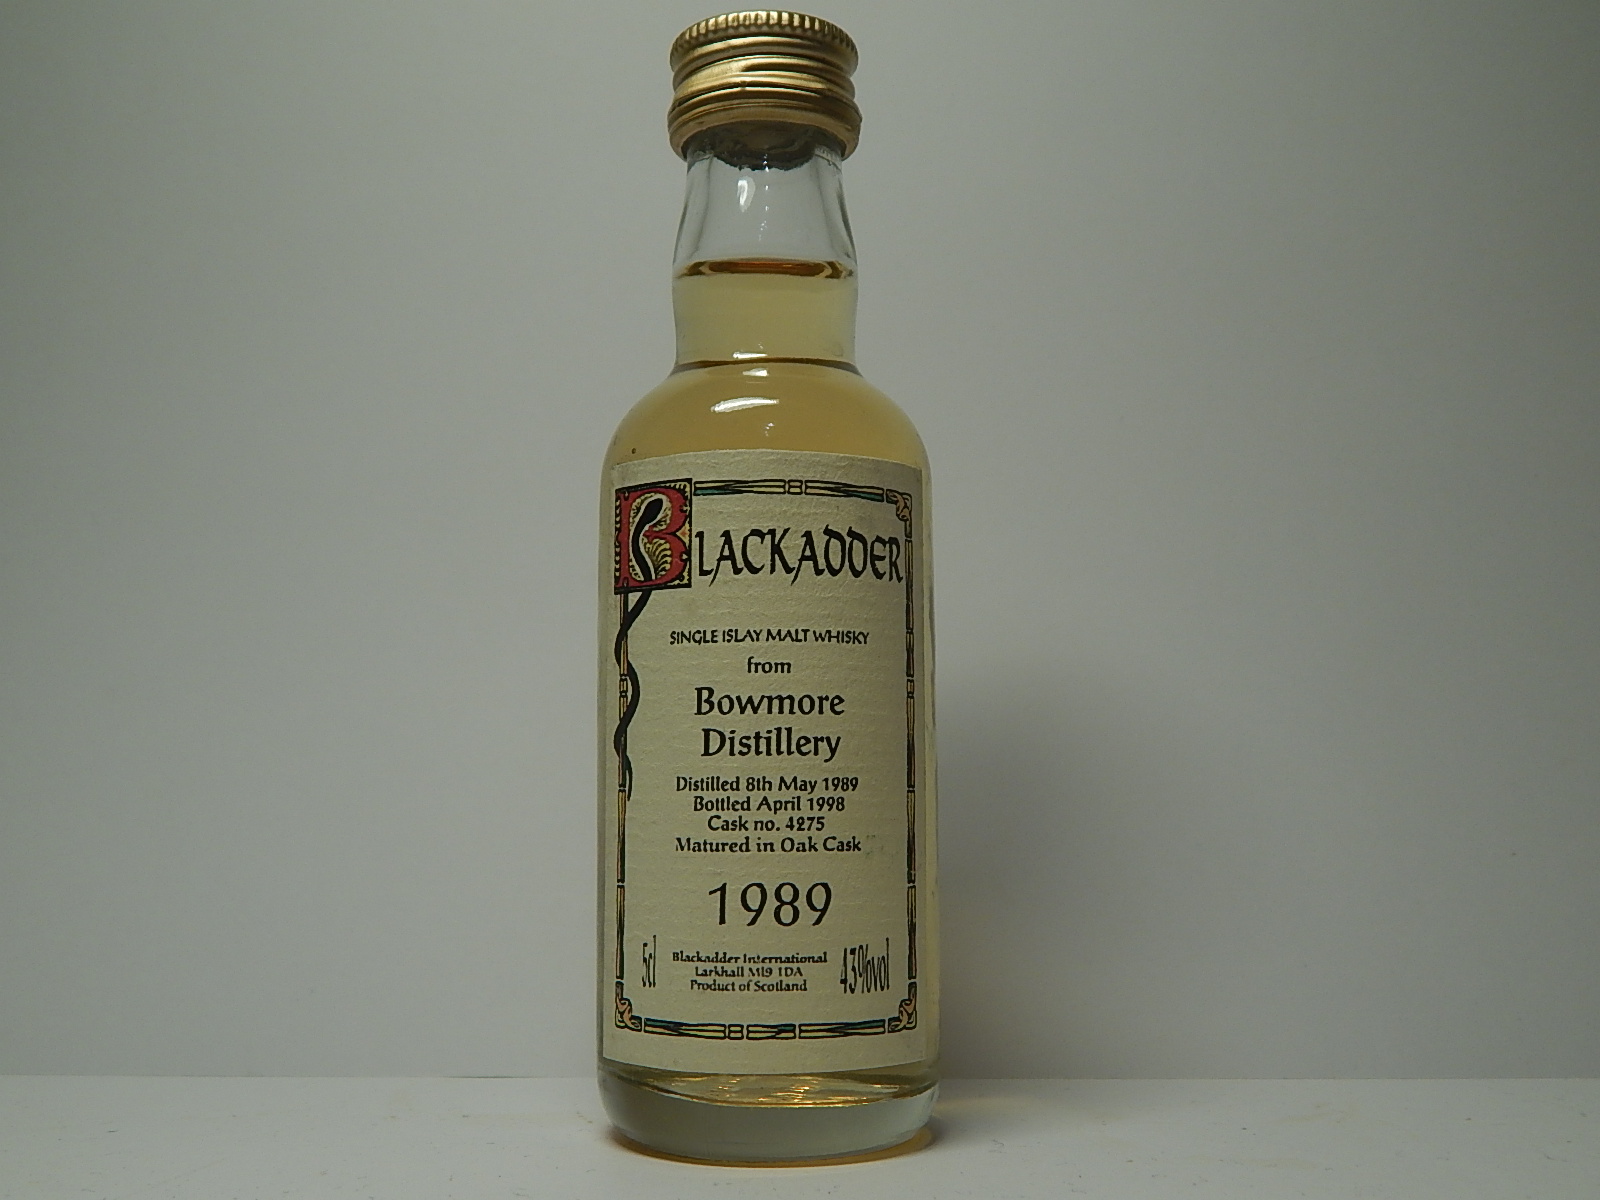 BLACKADDER
SINGLE ISLAY MALT WHISKY
from
Bowmore
Distillery
Distilled 8th May 1989
Bottled April 1998
Cask no. 4275
Matured in Oak Cask
1989
5cl
Blackadder International
Larkhall ML9 1DA
Product of Scotland
43%vol